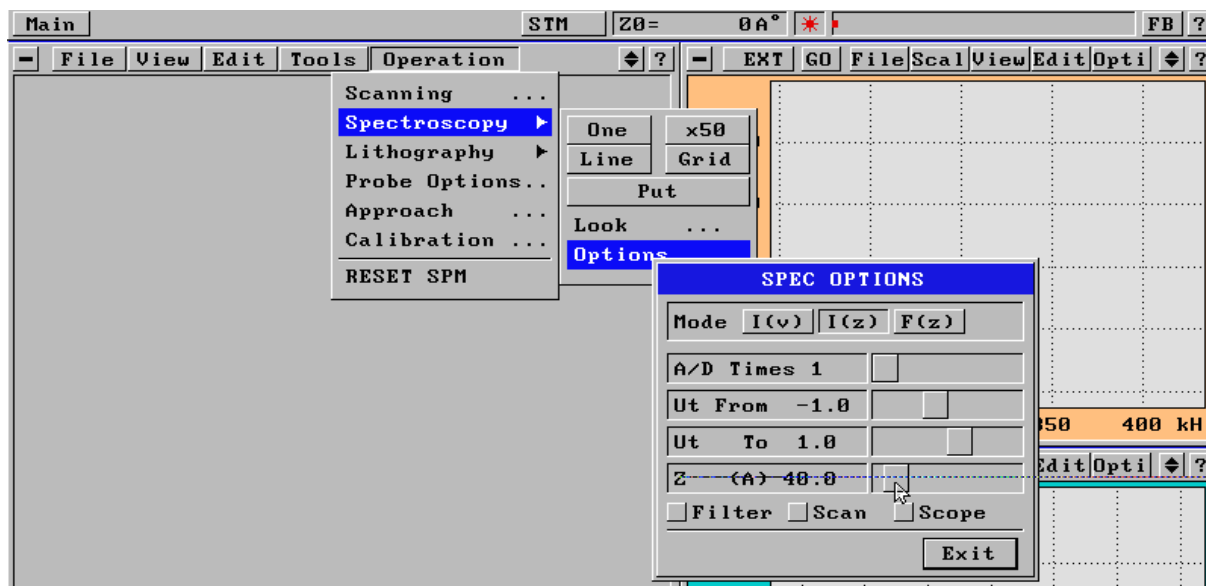 Main STM Z0= 0A° FB ?
File View Edit Tools Operation ? EXT GO File Scal View Edit Opti ?
Scanning ...
Spectroscopy
Lithography
Probe Options..
Approach ...
Calibration ...
RESET SPM
One x50
Line Grid
Put
Look ...
Options
SPEC OPTIONS
Mode I(v) I(z) F(z)
A/D Times 1
Ut From -1.0
Ut To 1.0
Z (A) 40.0
Filter Scan Scope
Exit
350 400 kH
Edit Opti ?